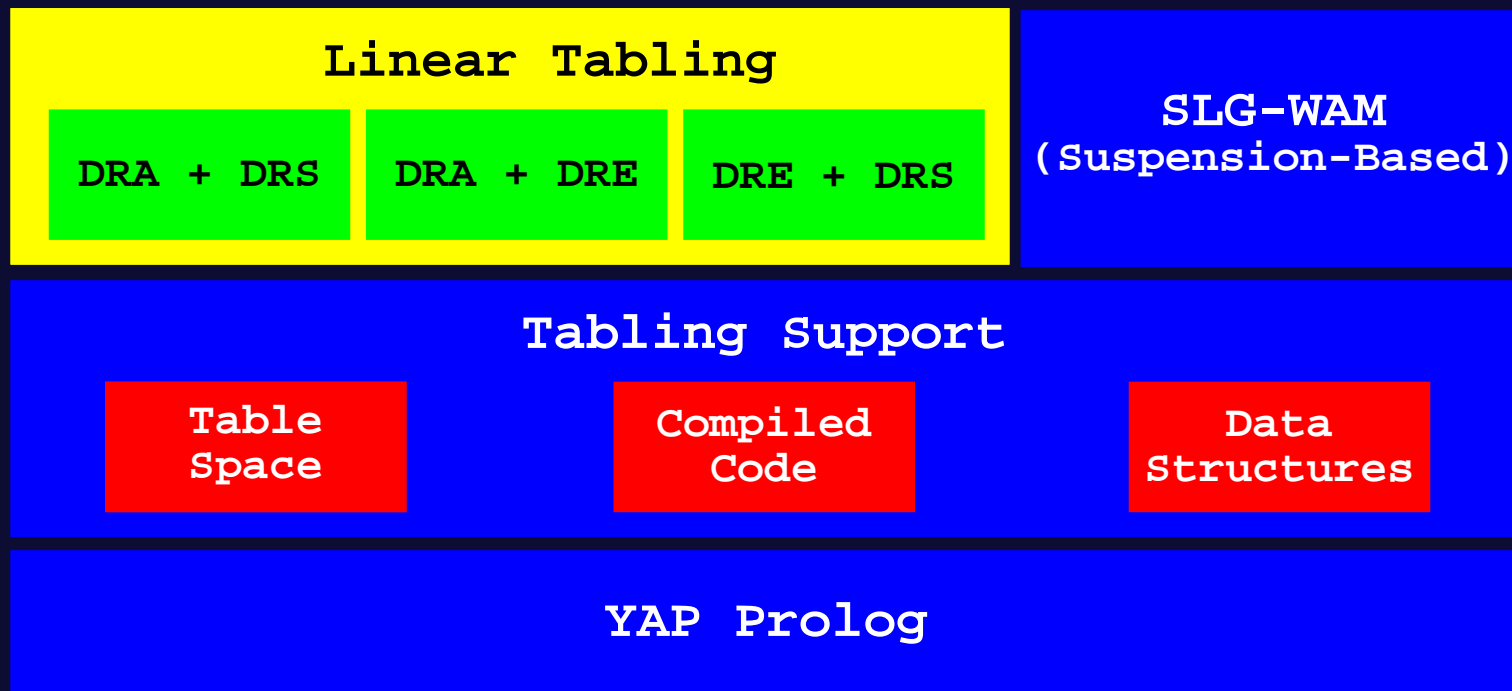 Linear Tabling
DRA + DRS
DRA + DRE
DRE + DRS
SLG-WAM
(Suspension-Based)
Tabling Support
Table
Space
Compiled
Code
Data
Structures
YAP Prolog